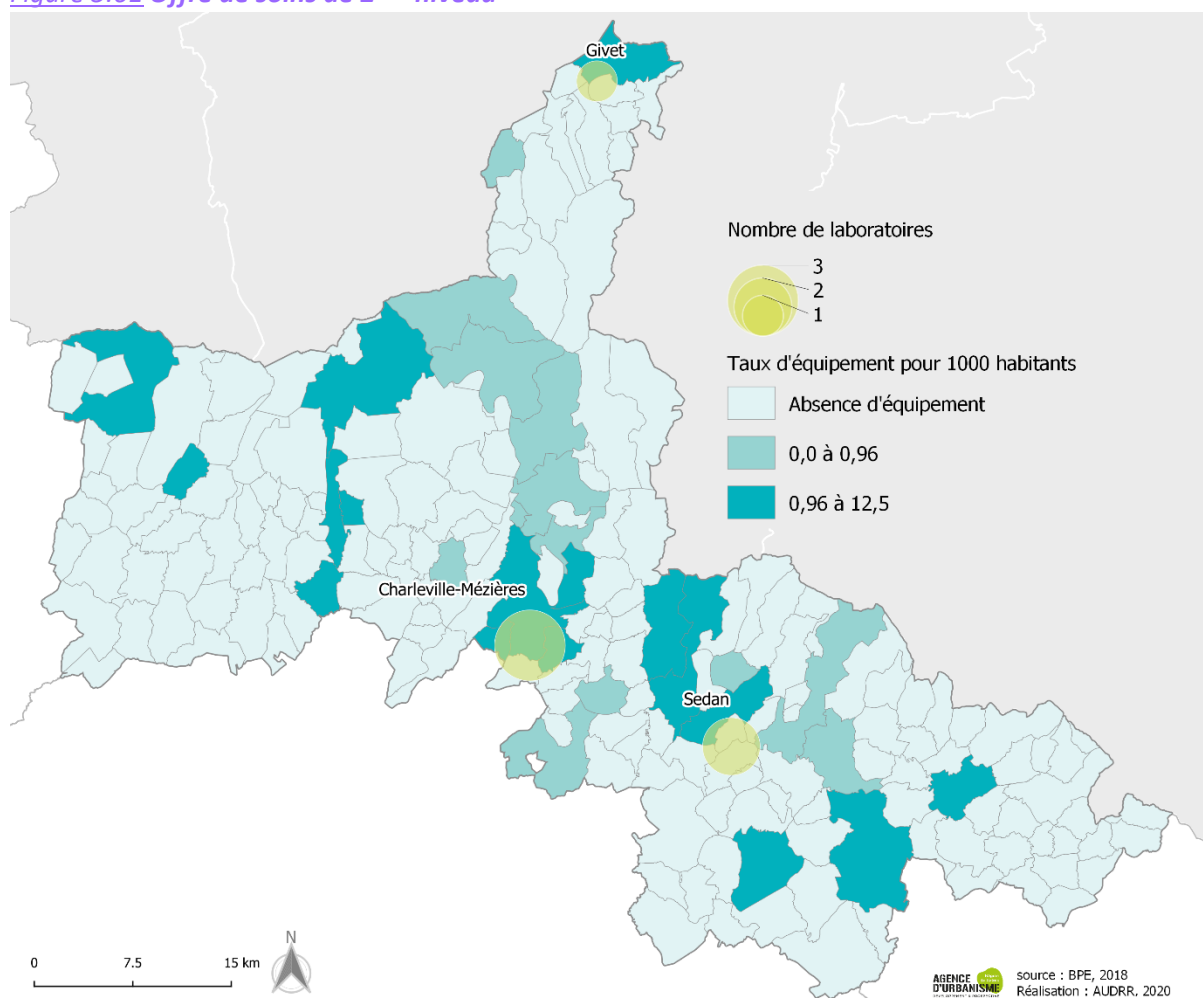 Givet
Nombre de laboratoires
3
2
1
Taux d'équipement pour 1000 habitants
Absence d'équipement
0,0 à 0,96
0,96 à 12,5
Charleville-Mézières
Sedan
N
0 7.5 15 km
AGENCE
D'URBANISME
source : BPE, 2018
Réalisation : AUDRR, 2020